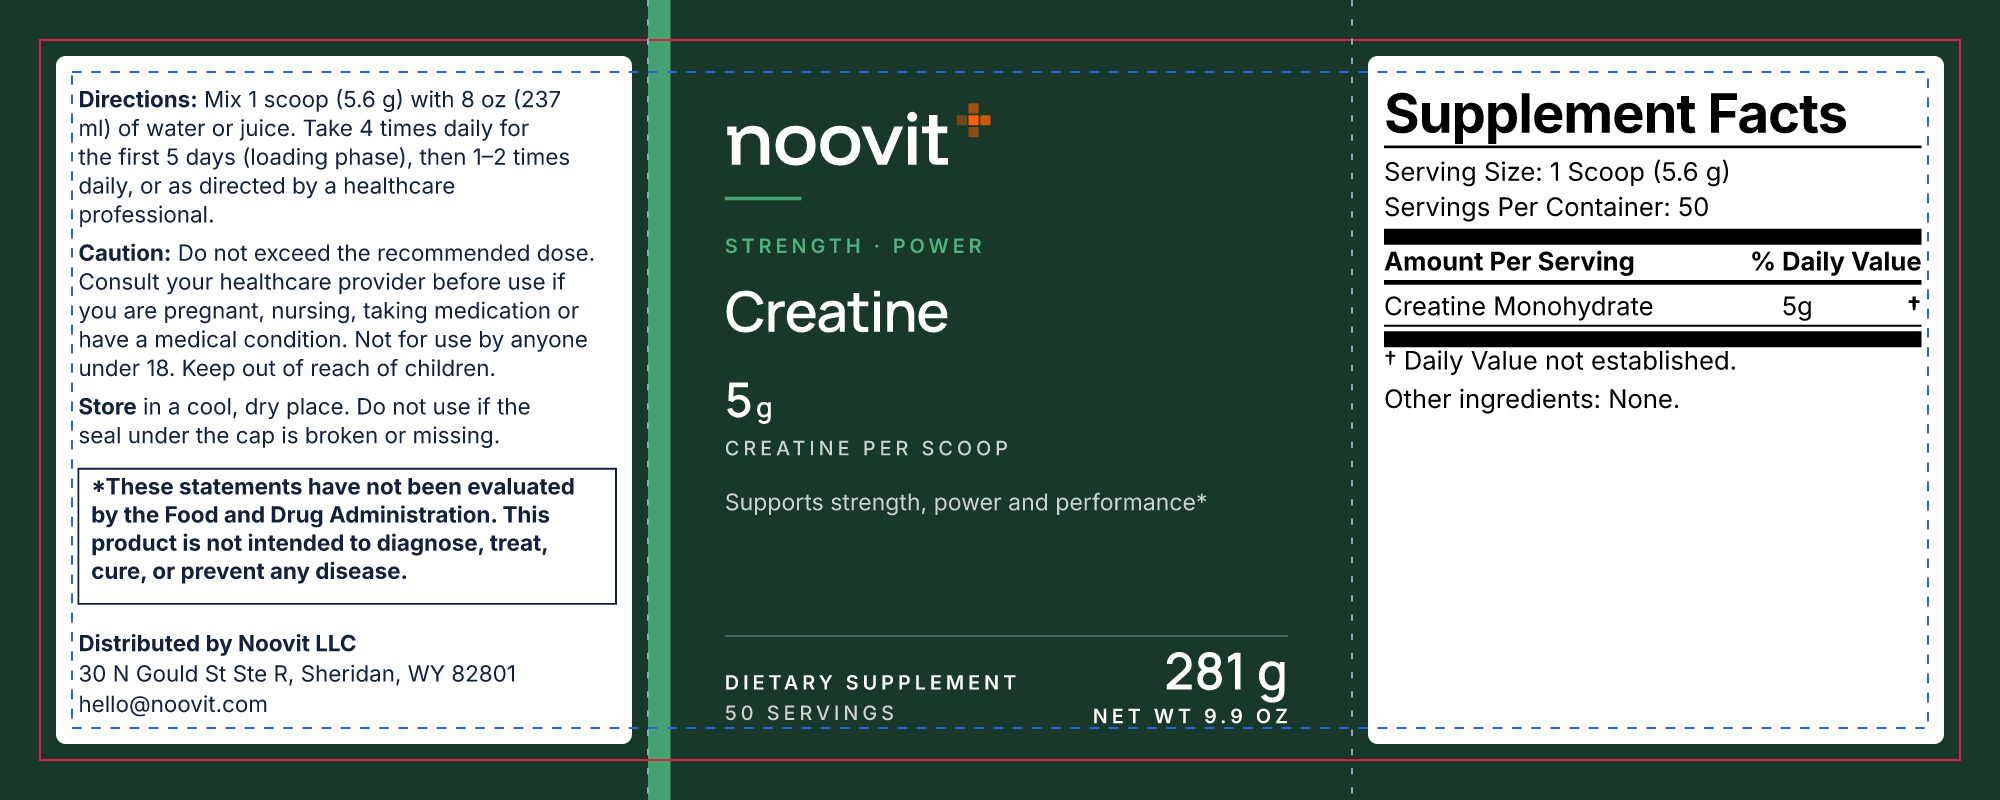 Directions: Mix 1 scoop (5.6 g) with 8 oz (237
ml) of water or juice. Take 4 times daily for
the first 5 days (loading phase), then 1–2 times
daily, or as directed by a healthcare
professional.
Caution: Do not exceed the recommended dose.
Consult your healthcare provider before use if
you are pregnant, nursing, taking medication or
have a medical condition. Not for use by anyone
under 18. Keep out of reach of children.
Store in a cool, dry place. Do not use if the
seal under the cap is broken or missing.
*These statements have not been evaluated
by the Food and Drug Administration. This
product is not intended to diagnose, treat,
cure, or prevent any disease.
Distributed by Noovit LLC
30 N Gould St Ste R, Sheridan, WY 82801
hello@noovit.com
noovit
STRENGTH · POWER
Creatine
5 g
CREATINE PER SCOOP
Supports strength, power and performance*
DIETARY SUPPLEMENT
50 SERVINGS
281 g
NET WT 9.9 OZ
Supplement Facts
Serving Size: 1 Scoop (5.6 g)
Servings Per Container: 50
Amount Per Serving % Daily Value
Creatine Monohydrate 5g †
† Daily Value not established.
Other ingredients: None.